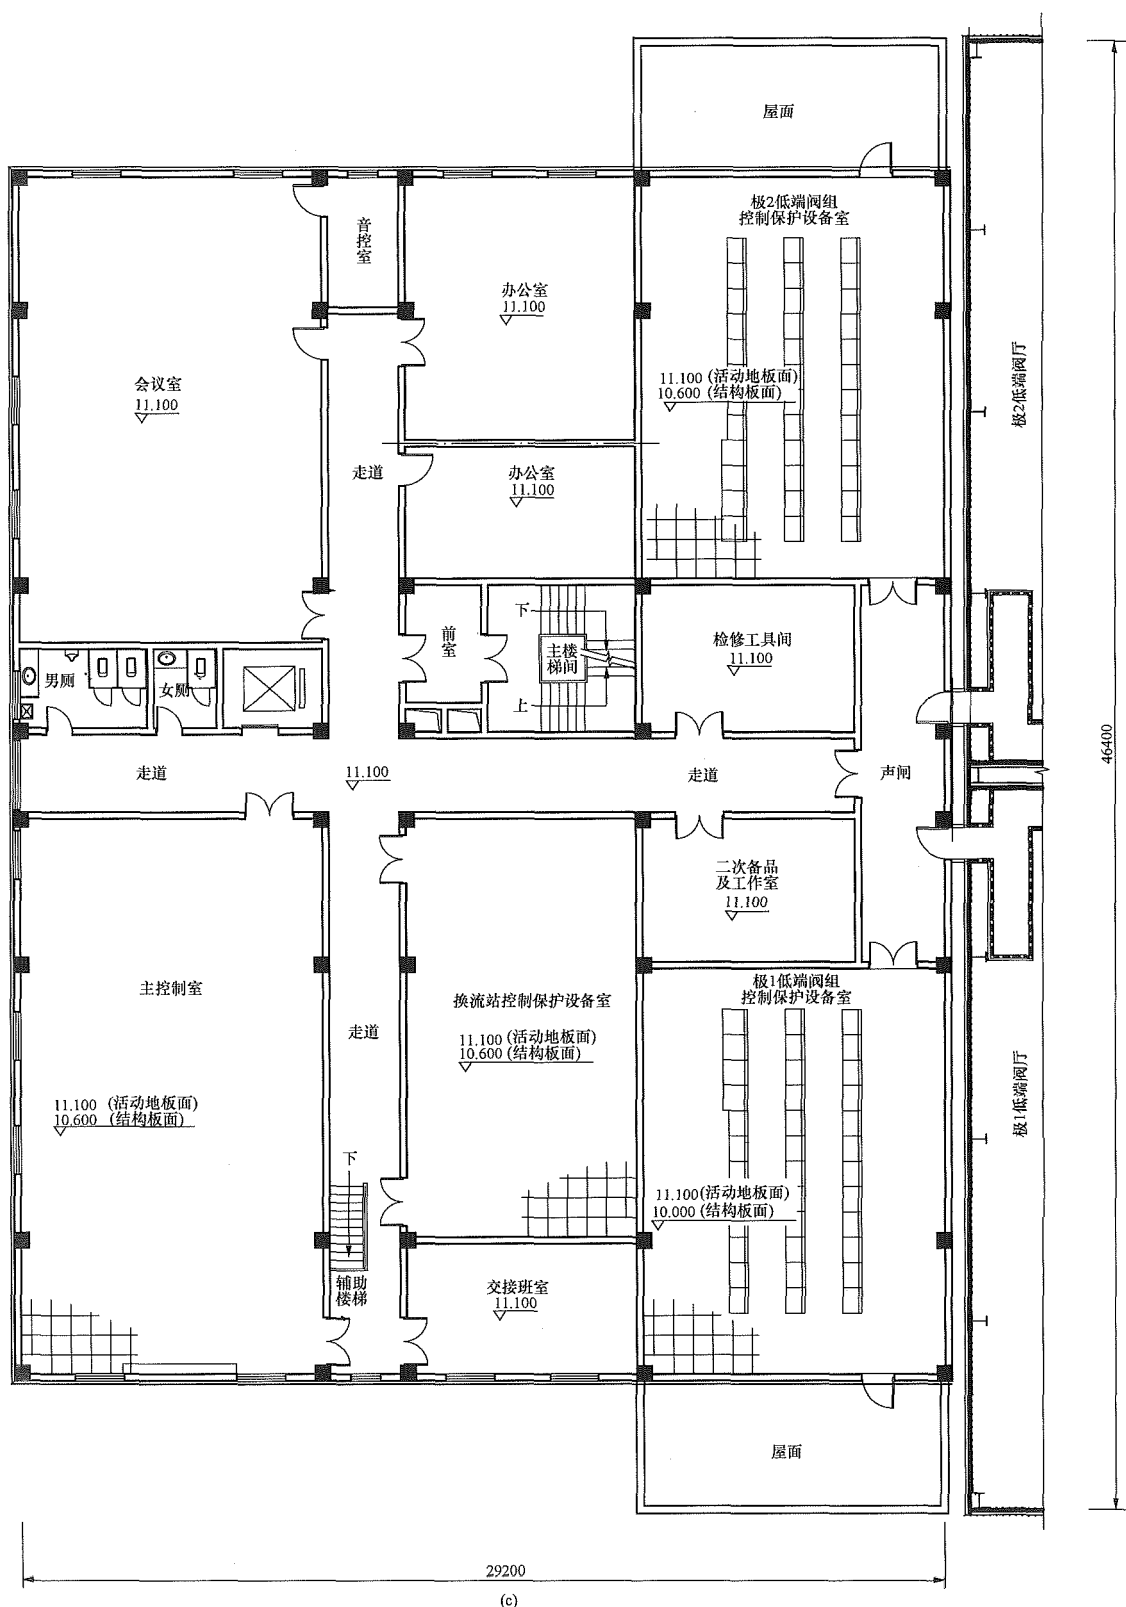 屋面
极2低端阀组
控制保护设备室
音控室
办公室
11.100
极2低端阀厅
11.100 (活动地板面)
10.600 (结构板面)
会议室
11.100
走道
办公室
11.100
下
前室
主楼
梯间
检修工具间
11.100
男厕
女厕
上
走道
11.100
走道
声闸
46400
二次备品
及工作室
11.100
主控制室
换流站控制保护设备室
极1低端阀组
控制保护设备室
走道
11.100 (活动地板面)
10.600 (结构板面)
极1低端阀厅
11.100 (活动地板面)
10.600 (结构板面)
下
11.100 (活动地板面)
10.000 (结构板面)
辅助
楼梯
交接班室
11.100
屋面
29200
(c)